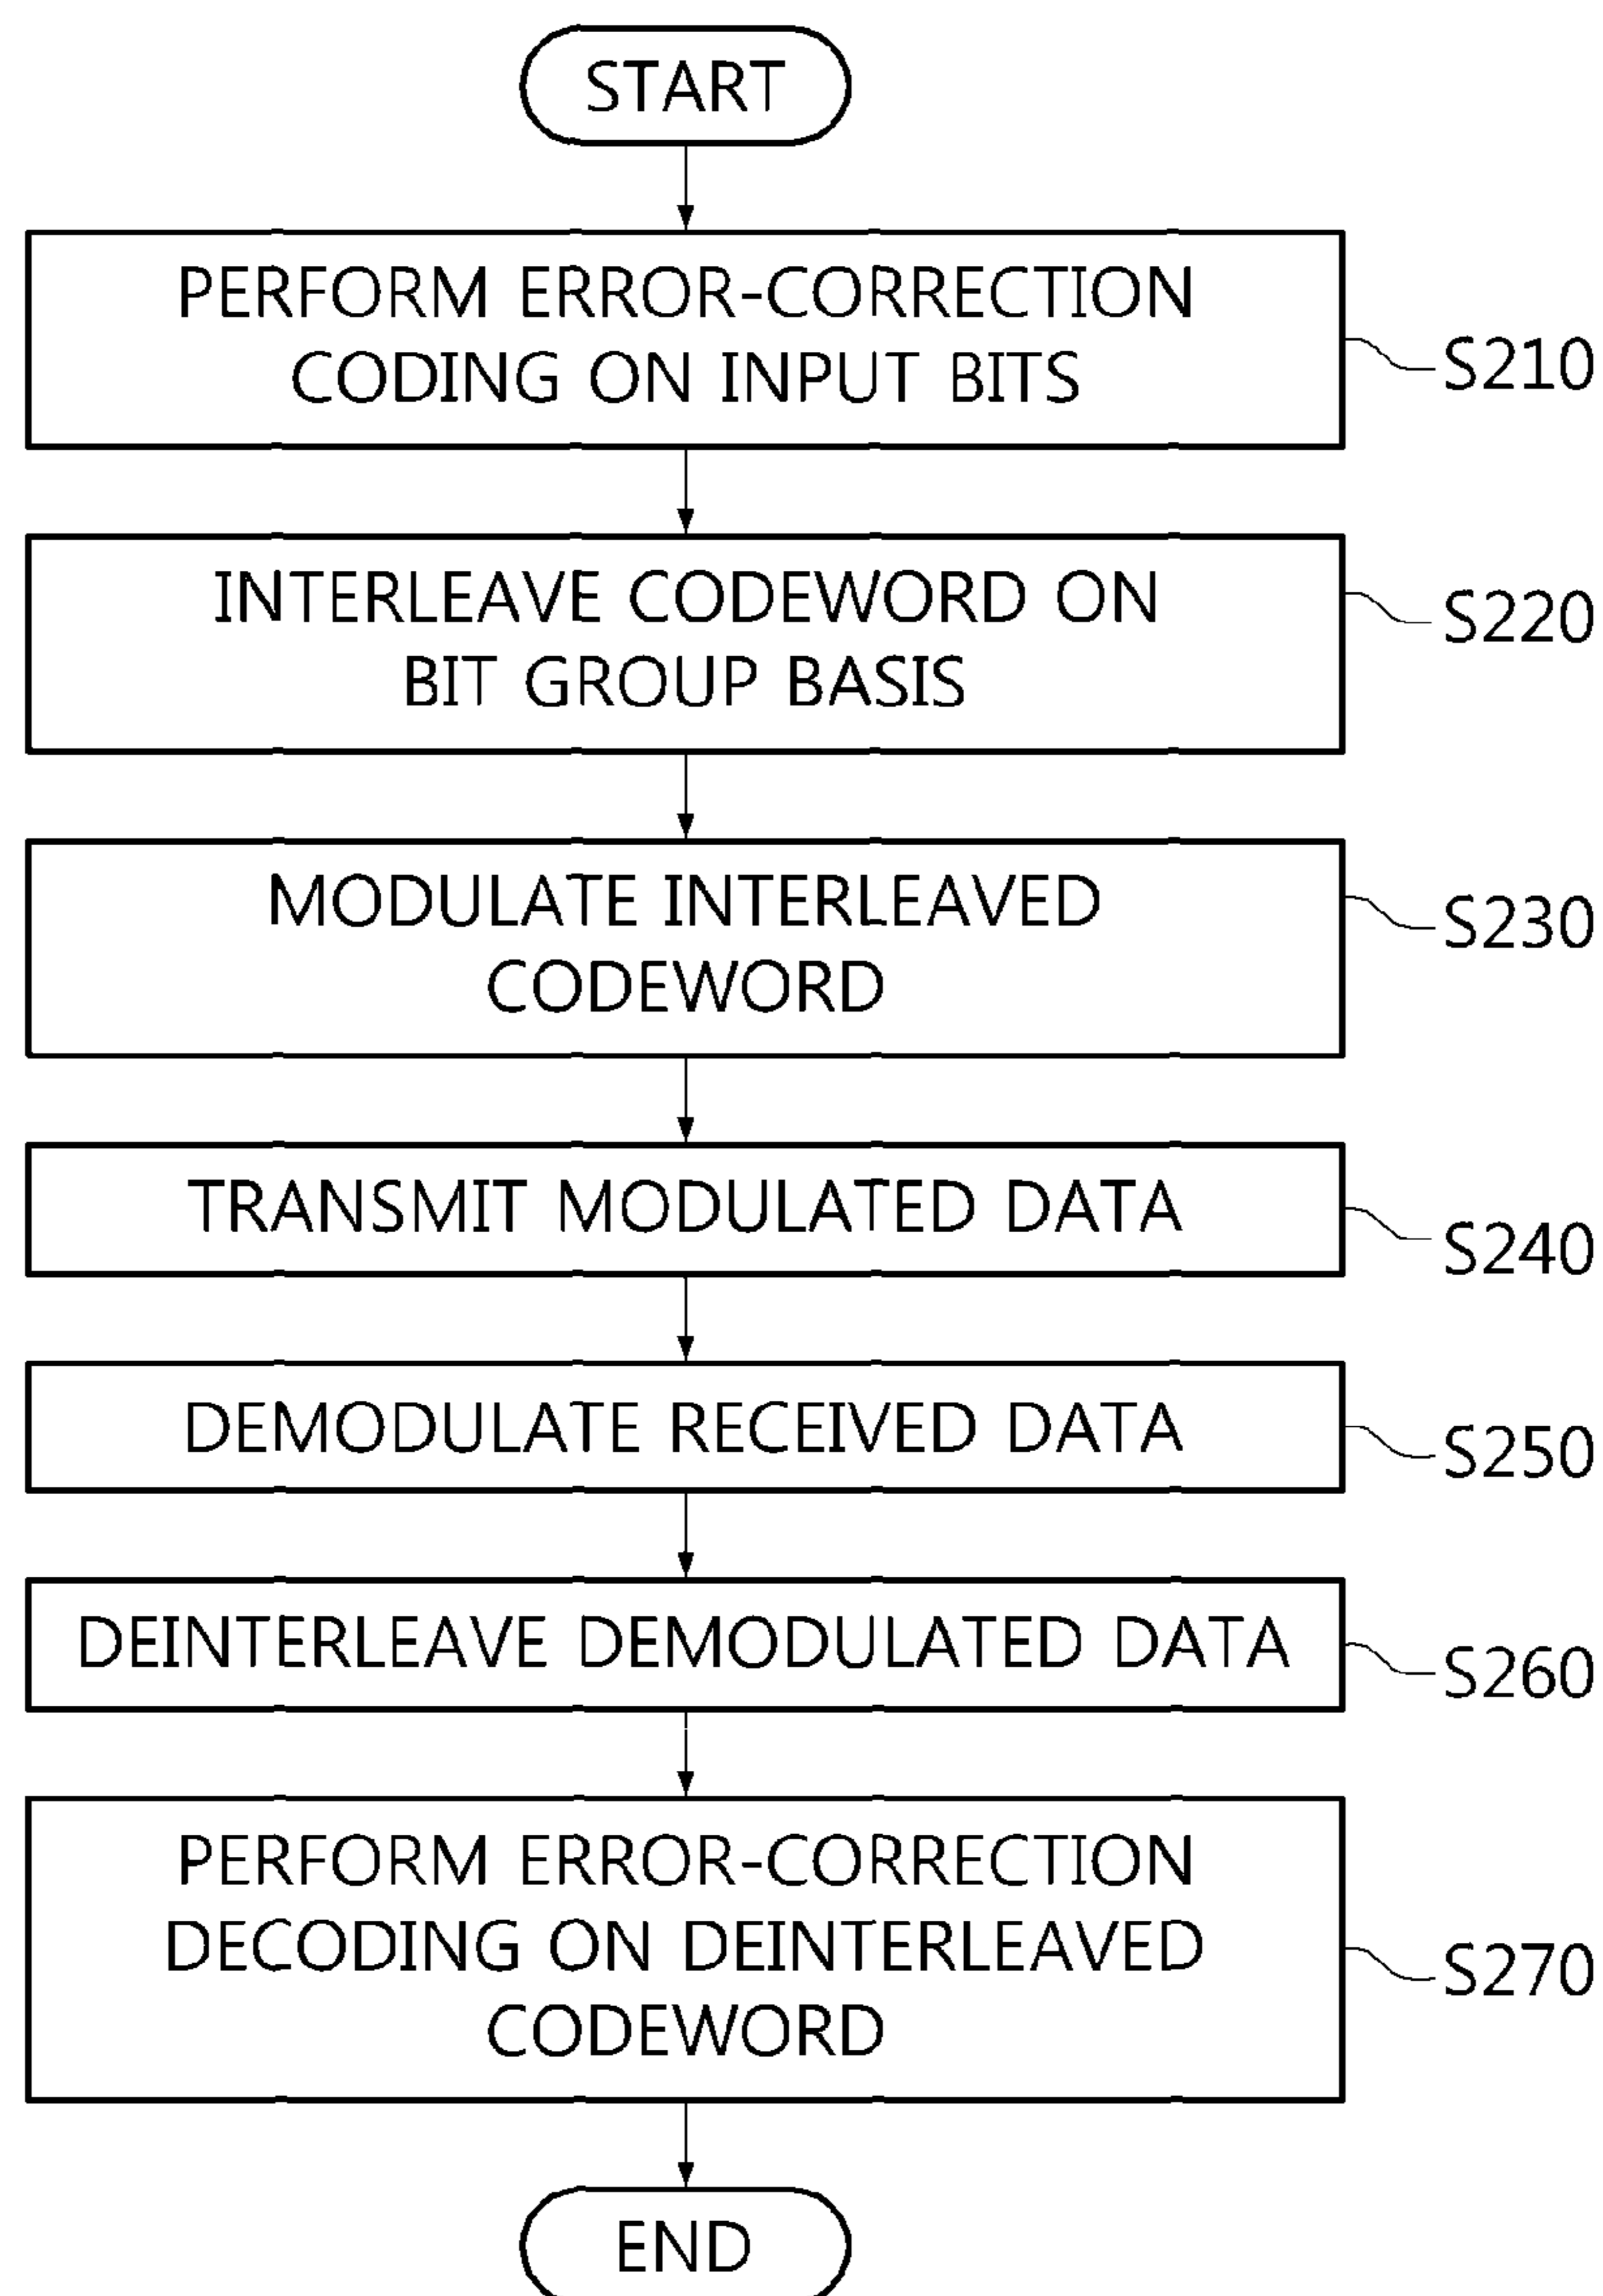 START
PERFORM ERROR-CORRECTION
CODING ON INPUT BITS
S210
INTERLEAVE CODEWORD ON
BIT GROUP BASIS
S220
MODULATE INTERLEAVED
CODEWORD
S230
TRANSMIT MODULATED DATA
S240
DEMODULATE RECEIVED DATA
S250
DEINTERLEAVE DEMODULATED DATA
S260
PERFORM ERROR-CORRECTION
DECODING ON DEINTERLEAVED
CODEWORD
S270
END